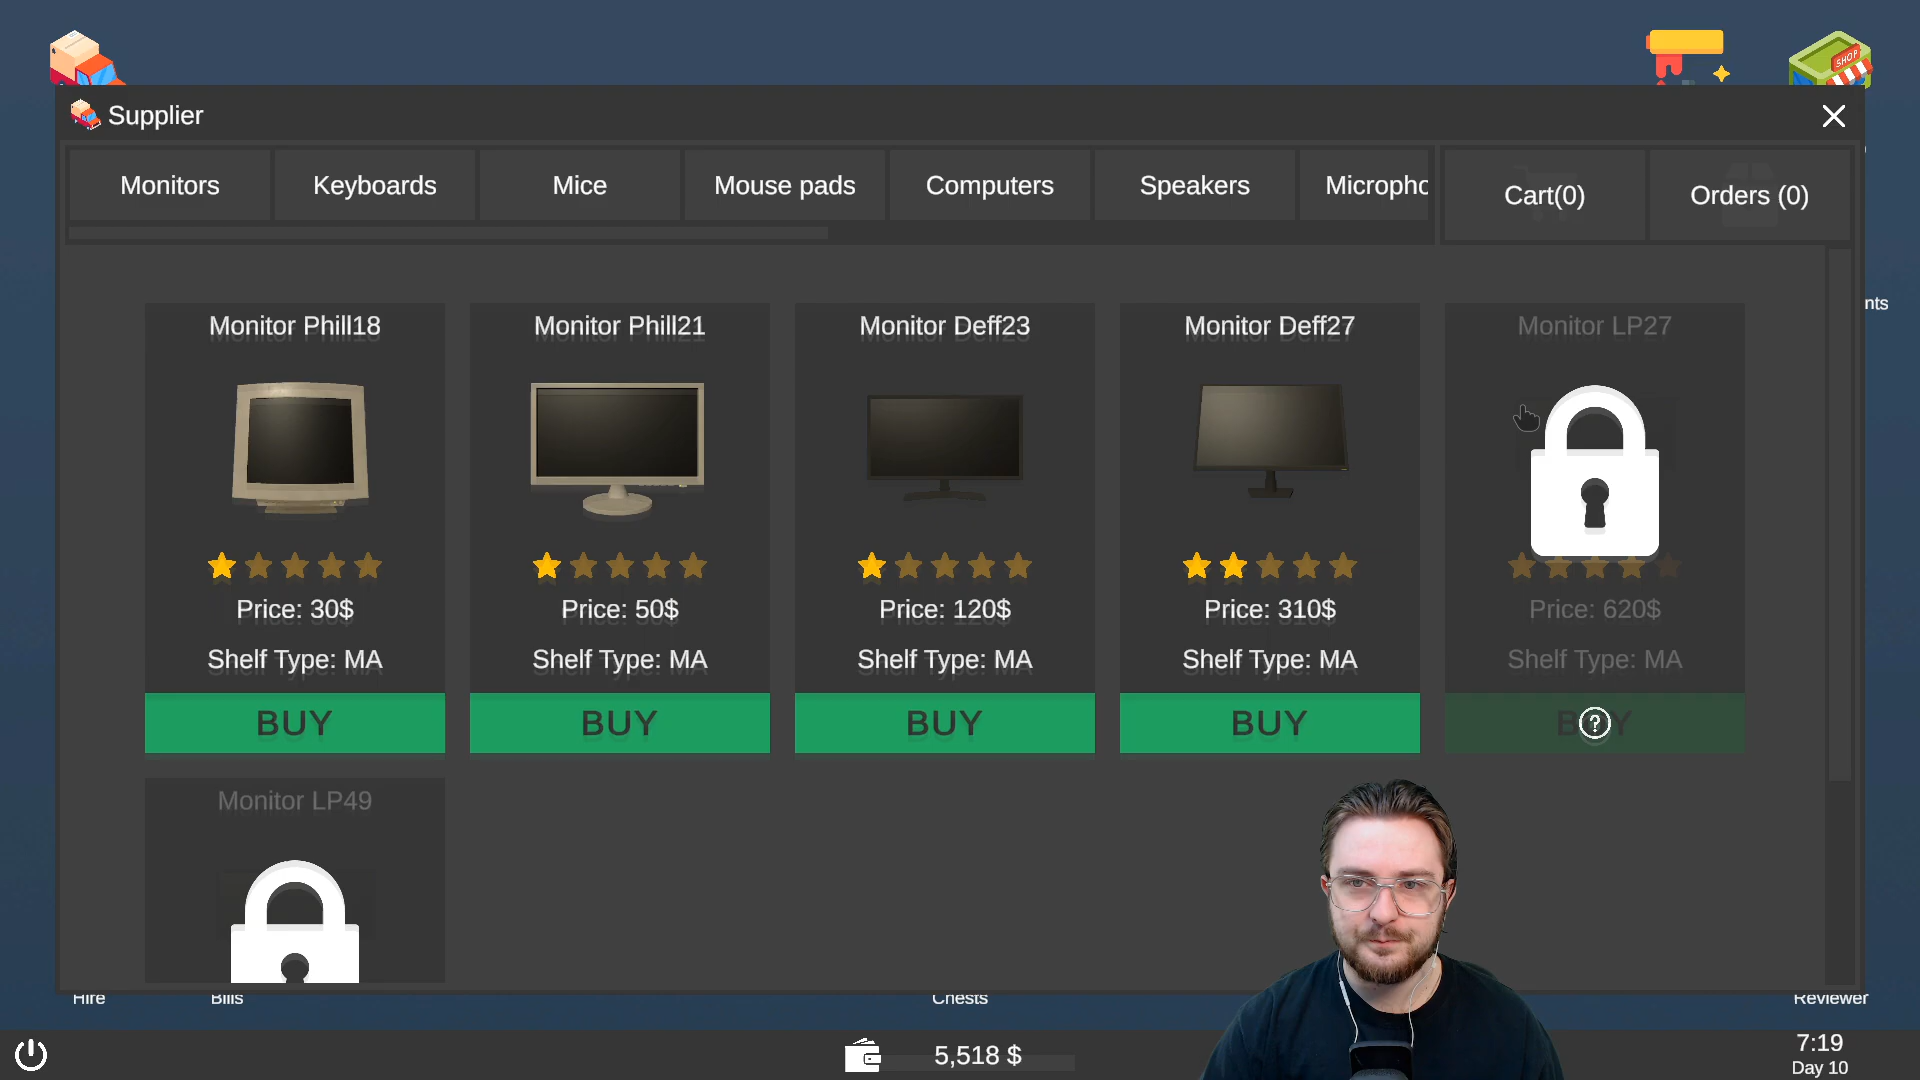 SHOP
Supplier
Monitors
Keyboards
Mice
Mouse pads
Computers
Speakers
Micropho
Cart(0)
Orders (0)
nts
Monitor Phill18
Price: 30$
Shelf Type: MA
BUY
Monitor Phill21
Price: 50$
Shelf Type: MA
BUY
Monitor Deff23
Price: 120$
Shelf Type: MA
BUY
Monitor Deff27
Price: 310$
Shelf Type: MA
BUY
Monitor LP27
Price: 620$
Shelf Type: MA
BUY
?
Monitor LP49
Hire
Bills
Chests
Reviewer
5,518 $
7:19
Day 10